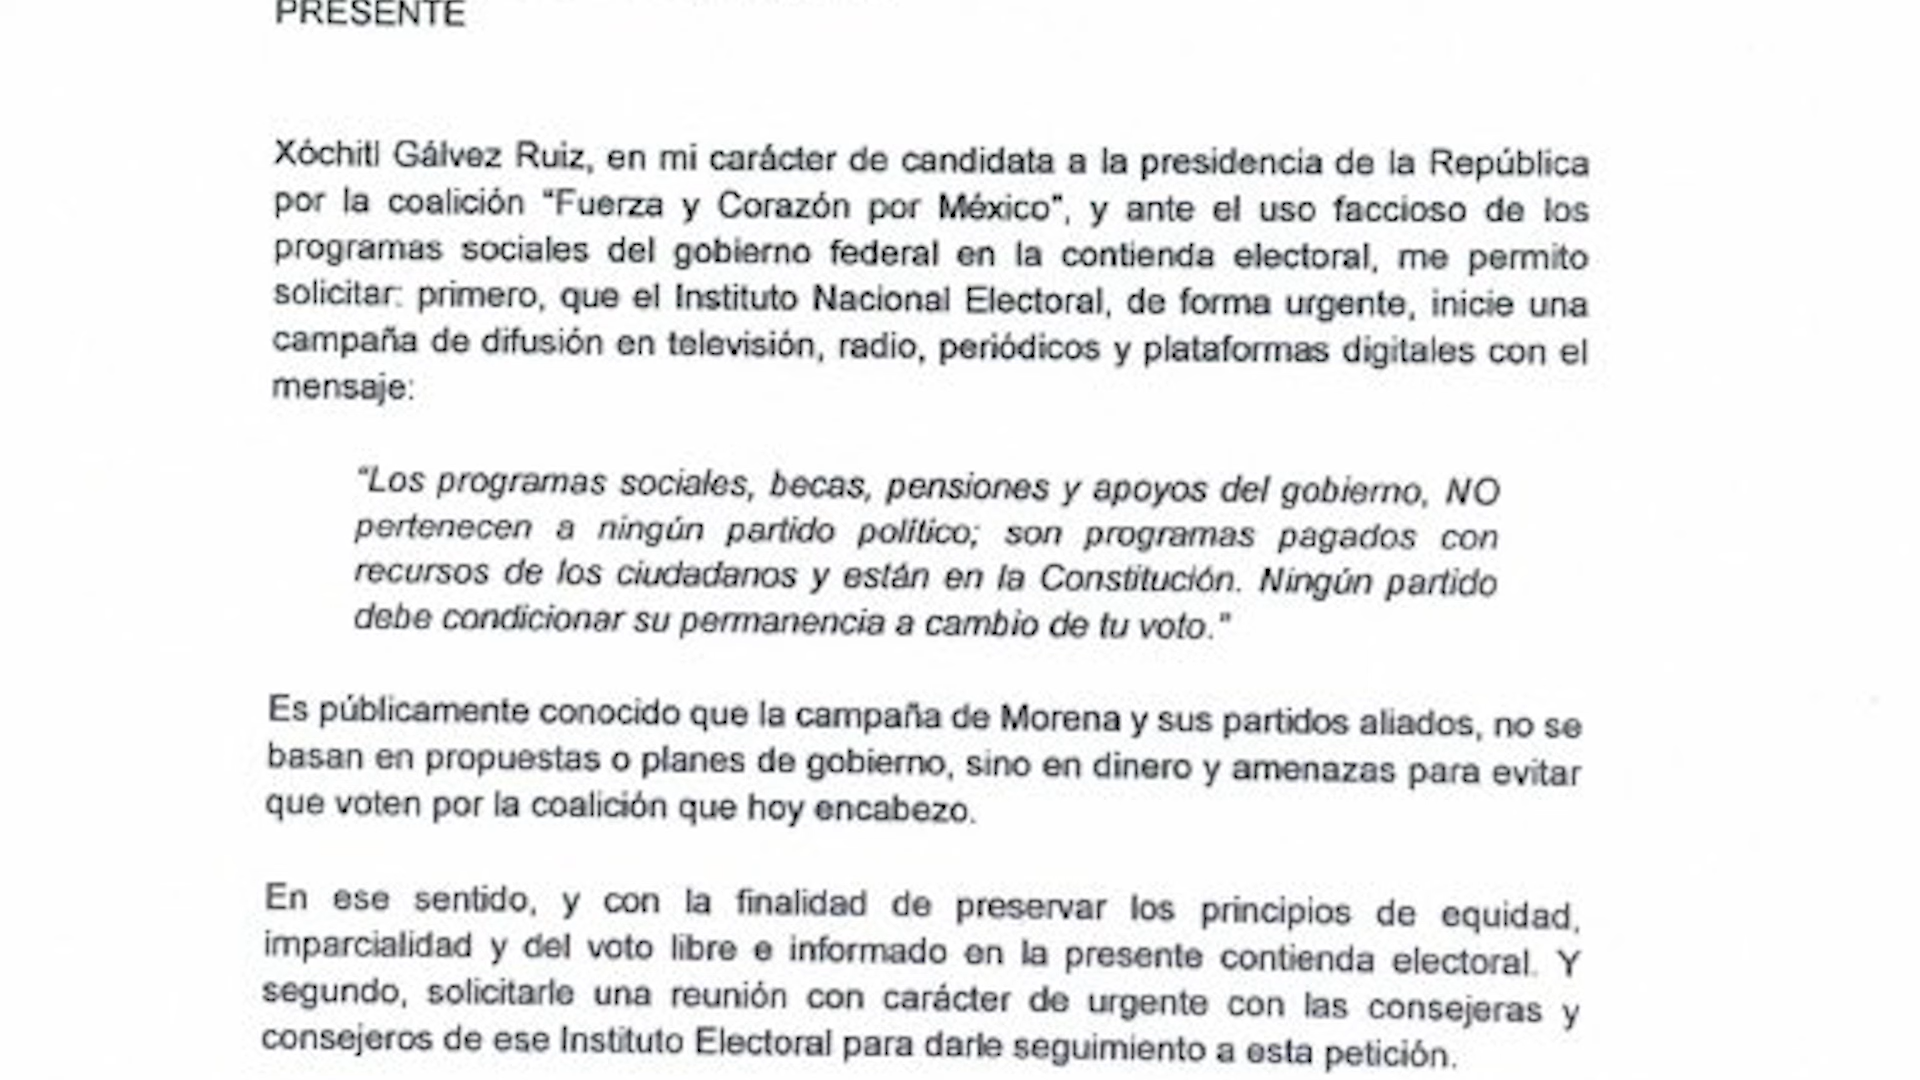 PRESENTE
Xóchitl Gálvez Ruiz, en mi carácter de candidata a la presidencia de la República
por la coalición “Fuerza y Corazón por México”, y ante el uso faccioso de los
programas sociales del gobierno federal en la contienda electoral, me permito
solicitar: primero, que el Instituto Nacional Electoral, de forma urgente, inicie una
campaña de difusión en televisión, radio, periódicos y plataformas digitales con el
mensaje:
“Los programas sociales, becas, pensiones y apoyos del gobierno, NO
pertenecen a ningún partido político; son programas pagados con
recursos de los ciudadanos y están en la Constitución. Ningún partido
debe condicionar su permanencia a cambio de tu voto.”
Es públicamente conocido que la campaña de Morena y sus partidos aliados, no se
basan en propuestas o planes de gobierno, sino en dinero y amenazas para evitar
que voten por la coalición que hoy encabezo.
En ese sentido, y con la finalidad de preservar los principios de equidad,
imparcialidad y del voto libre e informado en la presente contienda electoral. Y
segundo, solicitarle una reunión con carácter de urgente con las consejeras y
consejeros de ese Instituto Electoral para darle seguimiento a esta petición.